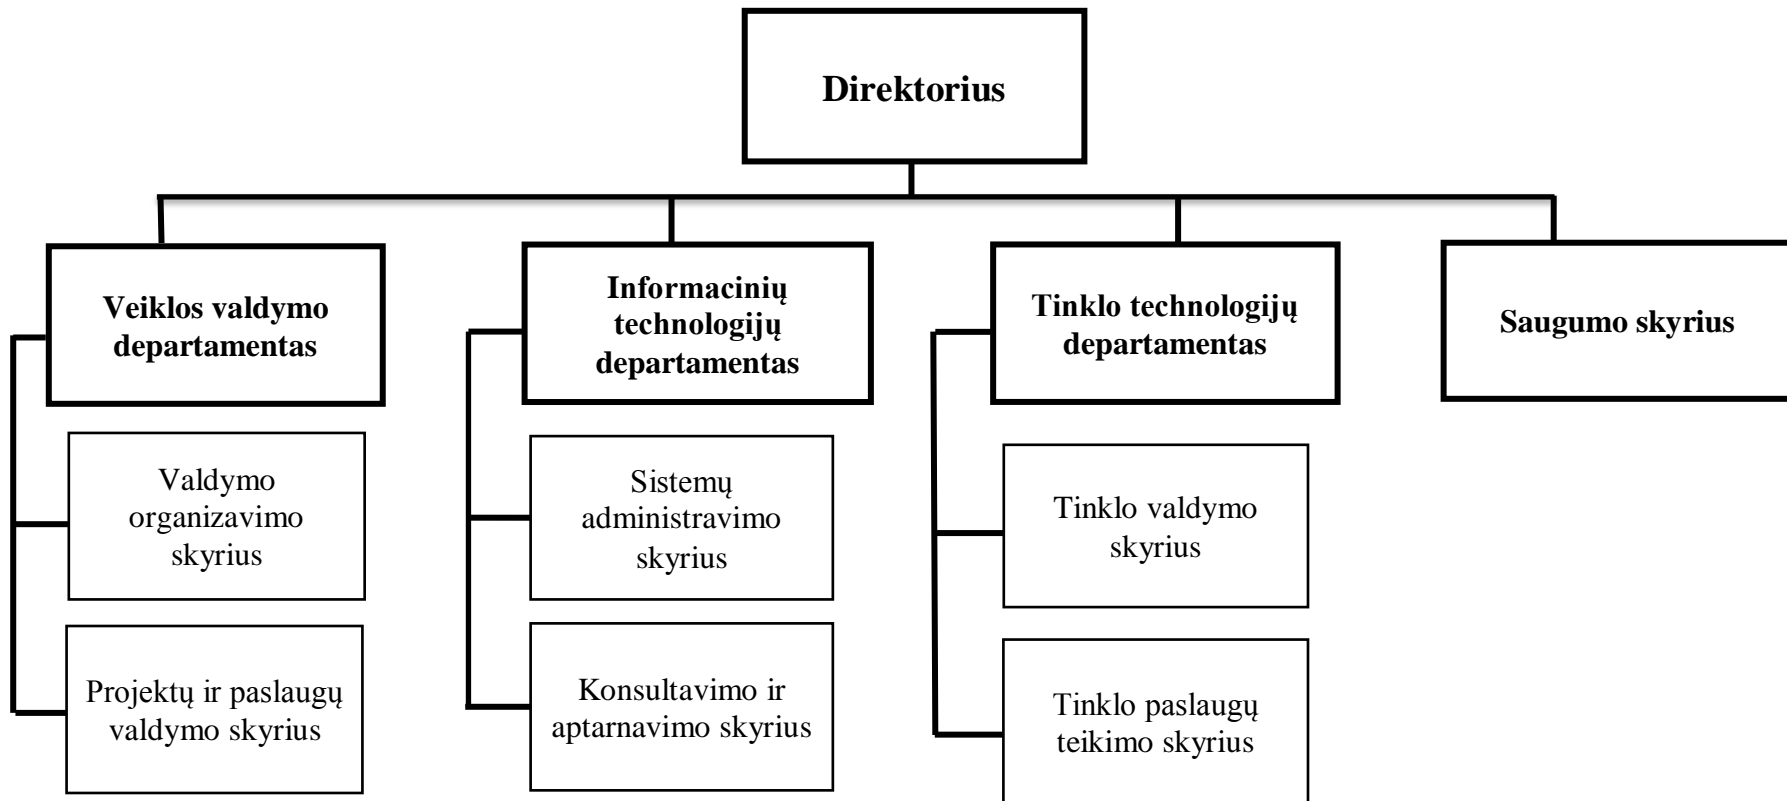 Direktorius
Veiklos valdymo
departamentas
Informacinių
technologijų
departamentas
Tinklo technologijų
departamentas
Saugumo skyrius
Valdymo
organizavimo
skyrius
Sistemų
administravimo
skyrius
Tinklo valdymo
skyrius
Projektų ir paslaugų
valdymo skyrius
Konsultavimo ir
aptarnavimo skyrius
Tinklo paslaugų
teikimo skyrius